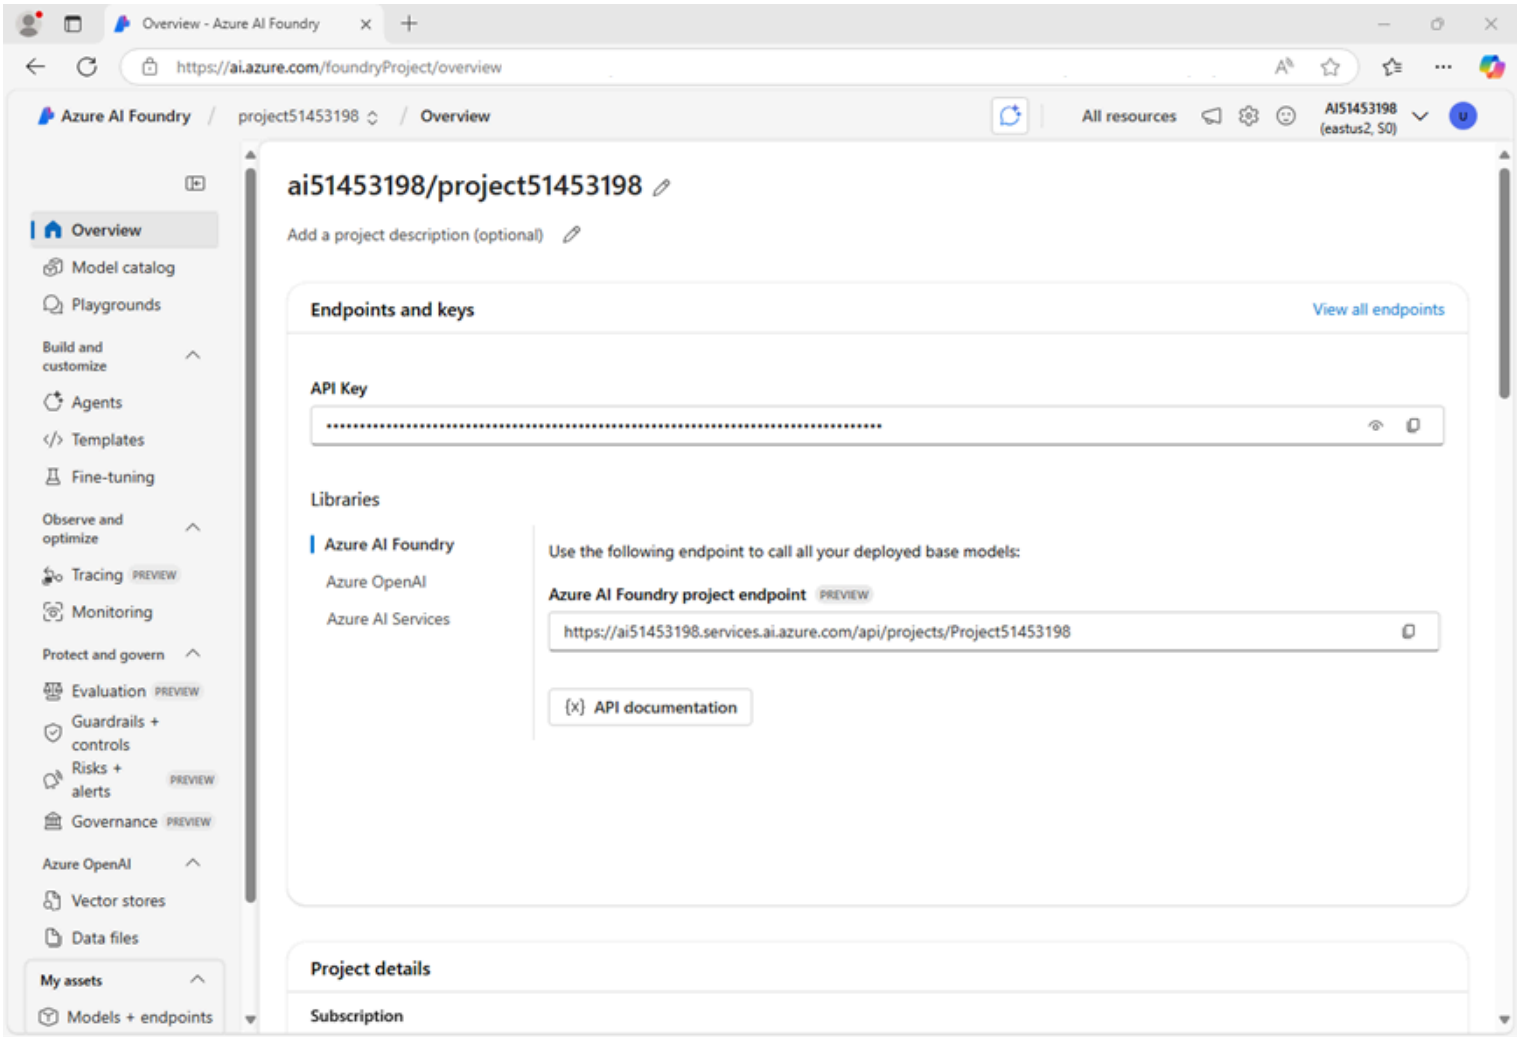 Overview - Azure AI Foundry
https://ai.azure.com/foundryProject/overview
Azure AI Foundry / project51453198 / Overview
All resources
AI51453198
(eastus2, S0)
U
Overview
Model catalog
Playgrounds
Build and
customize
Agents
Templates
Fine-tuning
Observe and
optimize
Tracing PREVIEW
Monitoring
Protect and govern
Evaluation PREVIEW
Guardrails +
controls
Risks +
alerts
PREVIEW
Governance PREVIEW
Azure OpenAI
Vector stores
Data files
My assets
Models + endpoints
ai51453198/project51453198
Add a project description (optional)
Endpoints and keys
View all endpoints
API Key
Libraries
Azure AI Foundry
Azure OpenAI
Azure AI Services
Use the following endpoint to call all your deployed base models:
Azure AI Foundry project endpoint PREVIEW
https://ai51453198.services.ai.azure.com/api/projects/Project51453198
{x} API documentation
Project details
Subscription